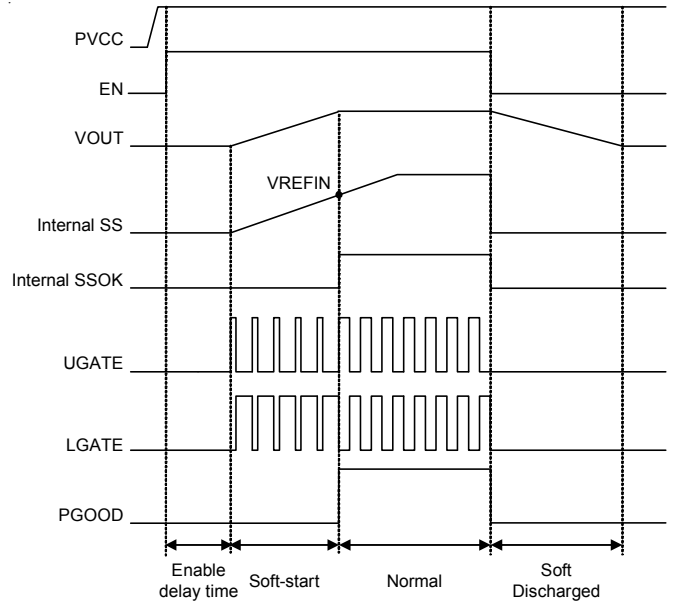 PVCC
EN
VOUT
VREFIN
Internal SS
Internal SSOK
UGATE
LGATE
PGOOD
Enable
delay time
Soft-start
Normal
Soft
Discharged